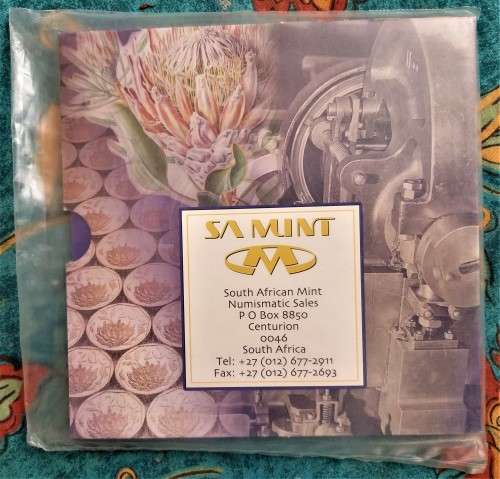 SA MINT
M
South African Mint
Numismatic Sales
P O Box 8850
Centurion
0046
South Africa
Tel: +27 (012) 677-2911
Fax: +27 (012) 677-2693